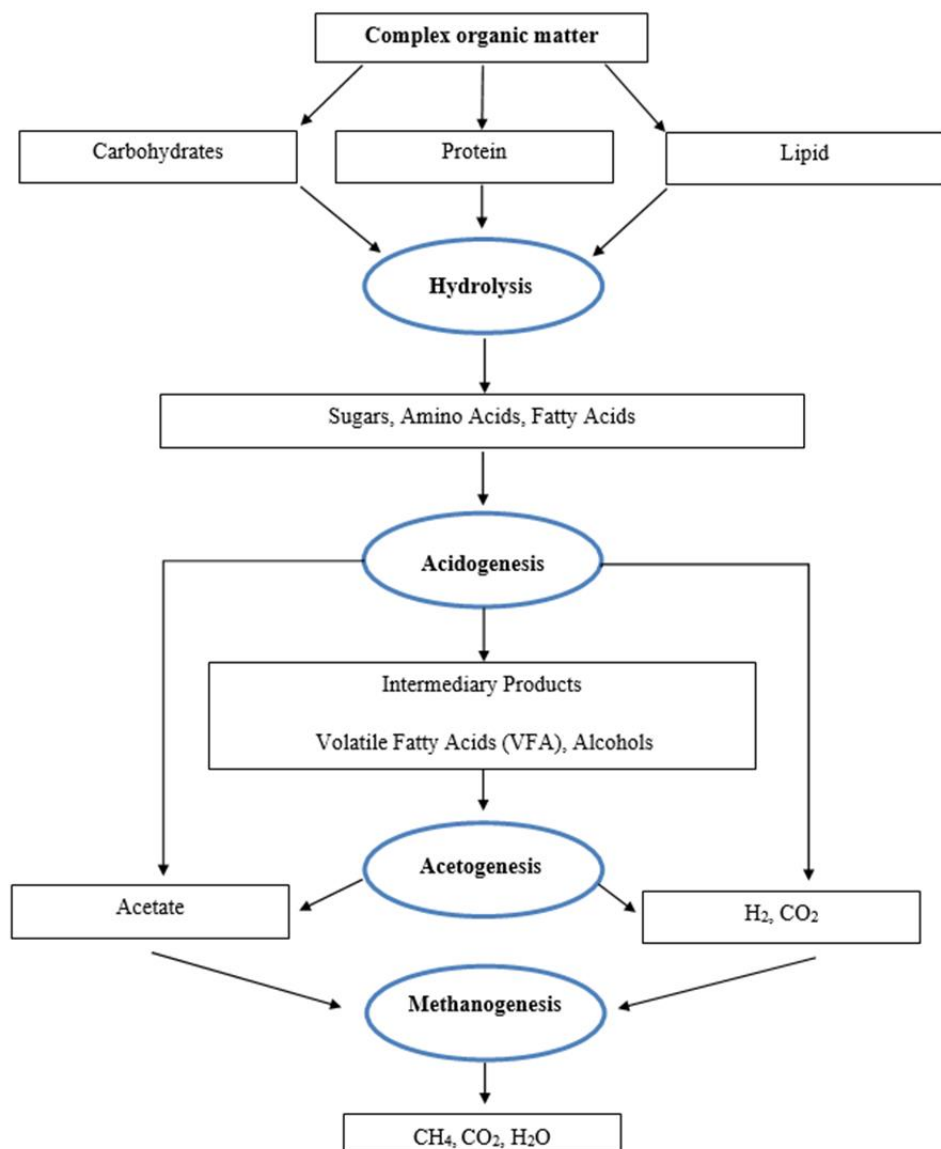 Complex organic matter
Carbohydrates
Protein
Lipid
Hydrolysis
Sugars, Amino Acids, Fatty Acids
Acidogenesis
Intermediary Products
Volatile Fatty Acids (VFA), Alcohols
Acetogenesis
Acetate
H₂, CO₂
Methanogenesis
CH₄, CO₂, H₂O